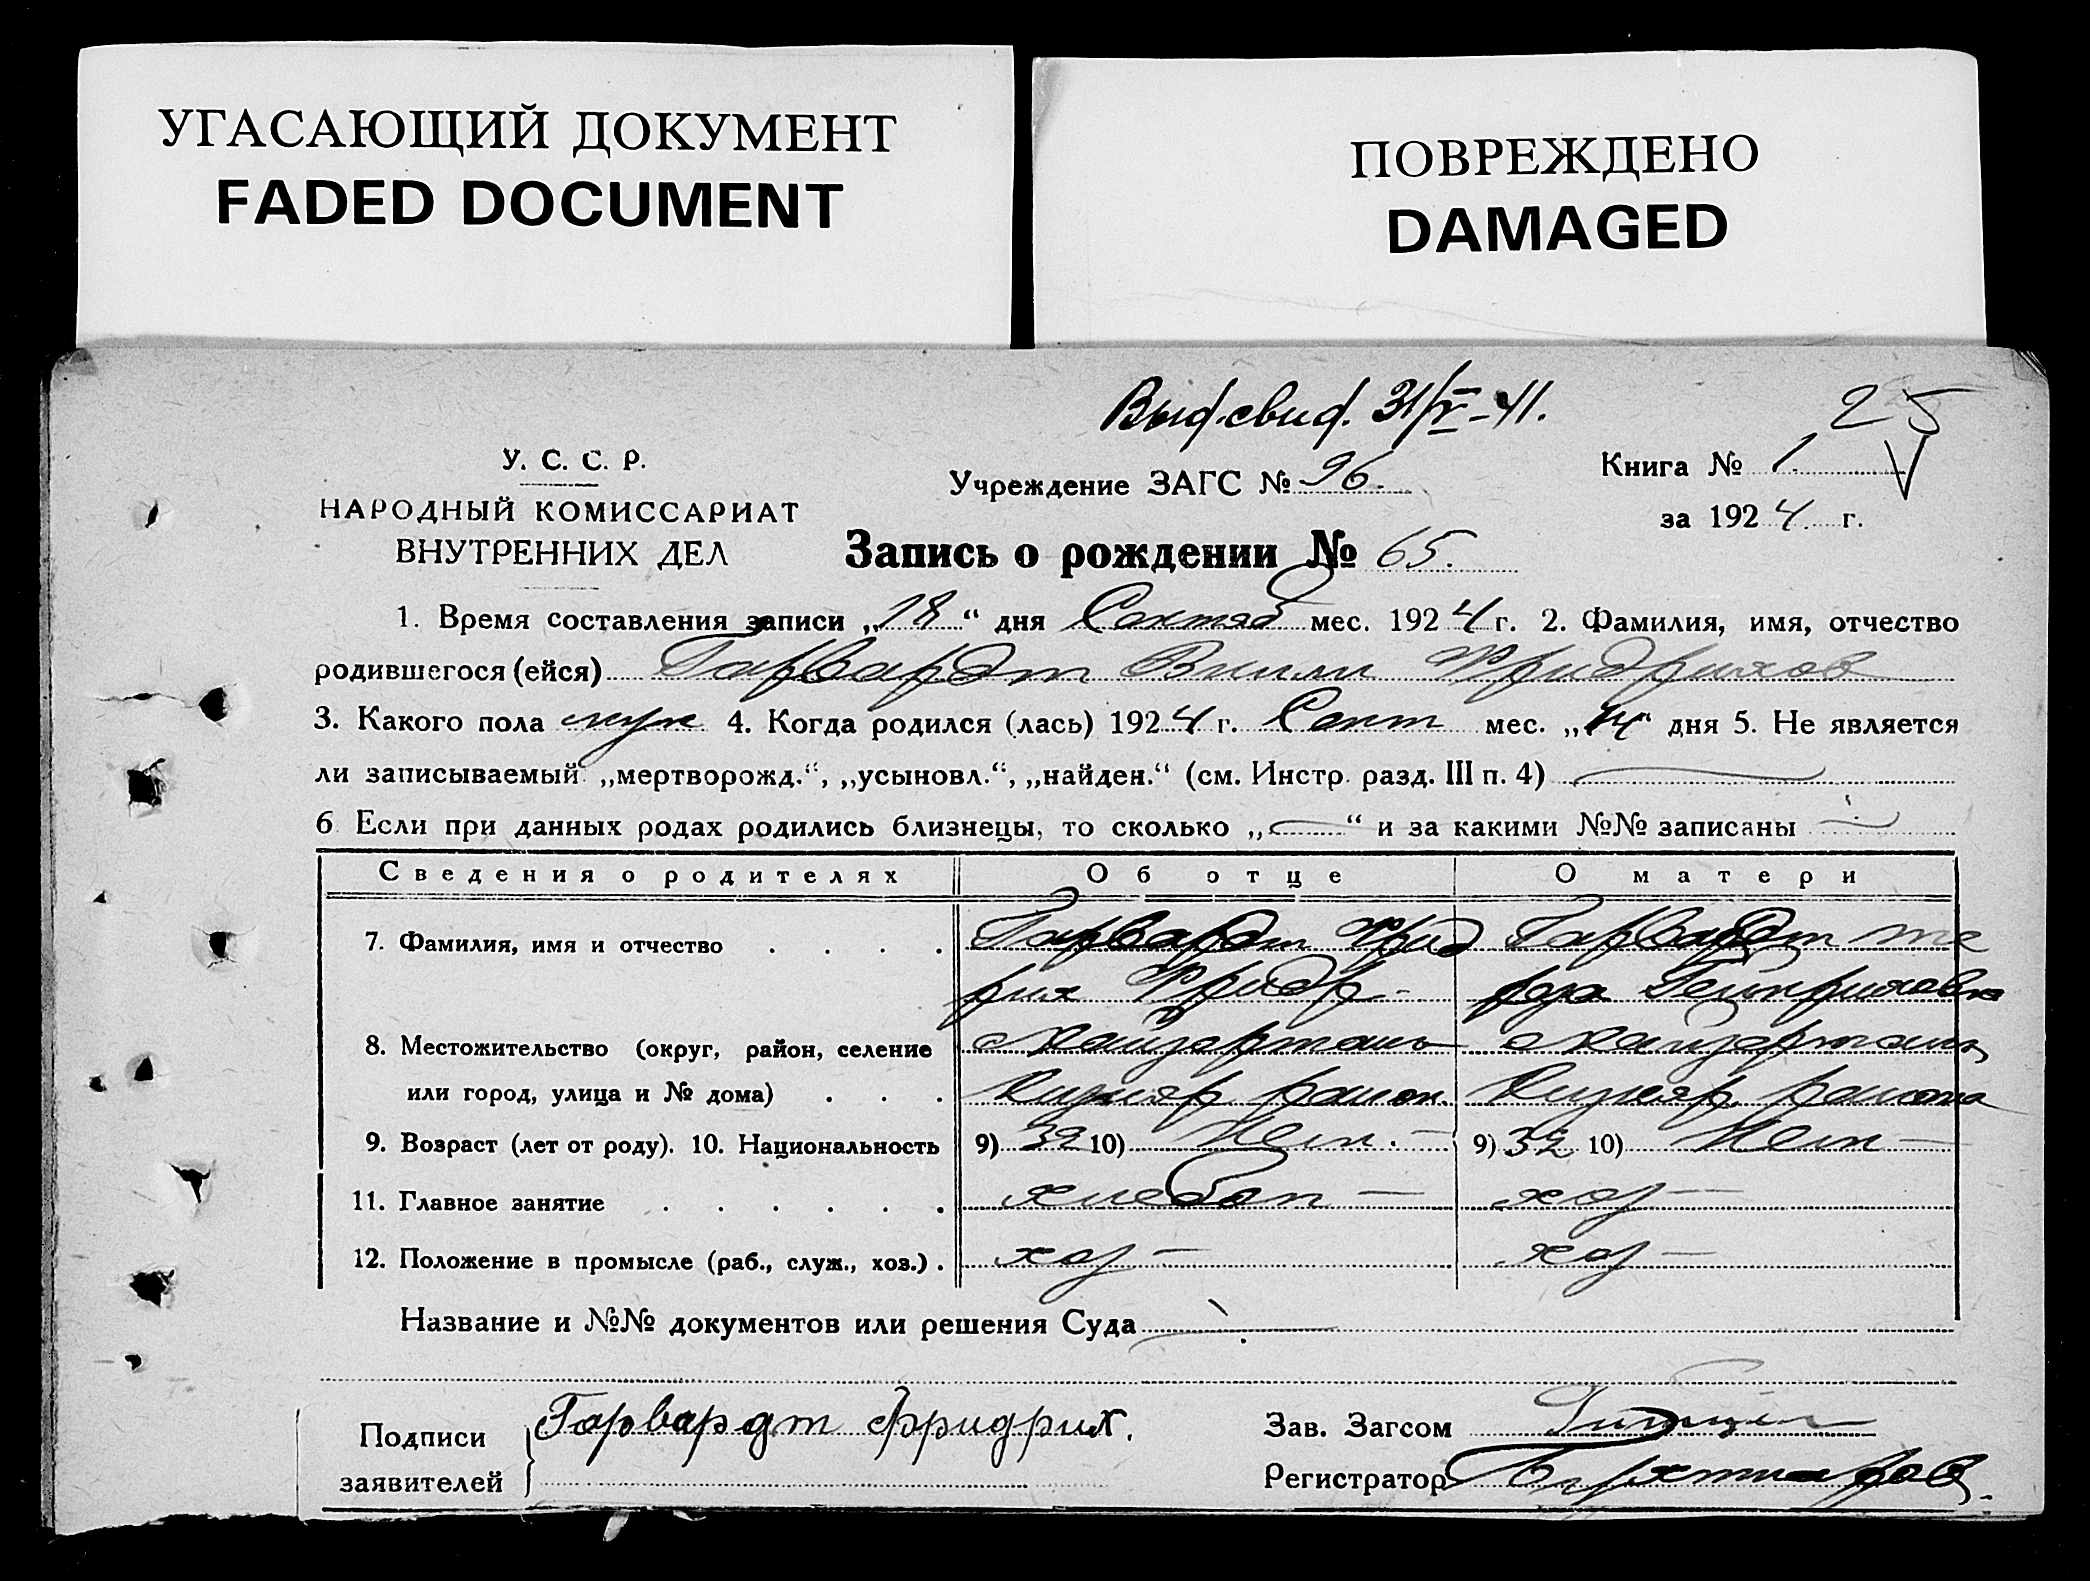 УГАСАЮЩИЙ ДОКУМЕНТ
FADED DOCUMENT
ПОВРЕЖДЕНО
DAMAGED
Выд. свид. 31/V-41.
25
У. С. С. Р.
НАРОДНЫЙ КОМИССАРИАТ
ВНУТРЕННИХ ДЕЛ
Учреждение ЗАГС № 96.
Книга № 1.
за 1924. г.
Запись о рождении № 65.
1. Время составления записи „18“ дня Сентяб мес. 1924 г. 2. Фамилия, имя, отчество
родившегося (ейся) Гарвардт Вилли Фридрихов
3. Какого пола муж 4. Когда родился (лась) 1924 г. Сент мес. „14“ дня 5. Не является
ли записываемый „мертворожд.“, „усыновл.“, „найден.“ (см. Инстр. разд. III п. 4)
6 Если при данных родах родились близнецы, то сколько „—“ и за какими №№ записаны
Сведения о родителях Об отце О матери
7. Фамилия, имя и отчество . . . . Гарвардт Фрид Гарвардт
рих Фридр. Гейнриховна
8. Местожительство (округ, район, селение
или город, улица и № дома) . . . район. района
9. Возраст (лет от роду). 10. Национальность 9) 32 10) Нем. — 9) 32 10) Нем —
11. Главное занятие . . . . . . хлебоп — хоз —
12. Положение в промысле (раб., служ., хоз.) . хоз — хоз —
Название и №№ документов или решения Суда
Подписи
заявителей
Гарвардт Фридрих.
Зав. Загсом
Регистратор